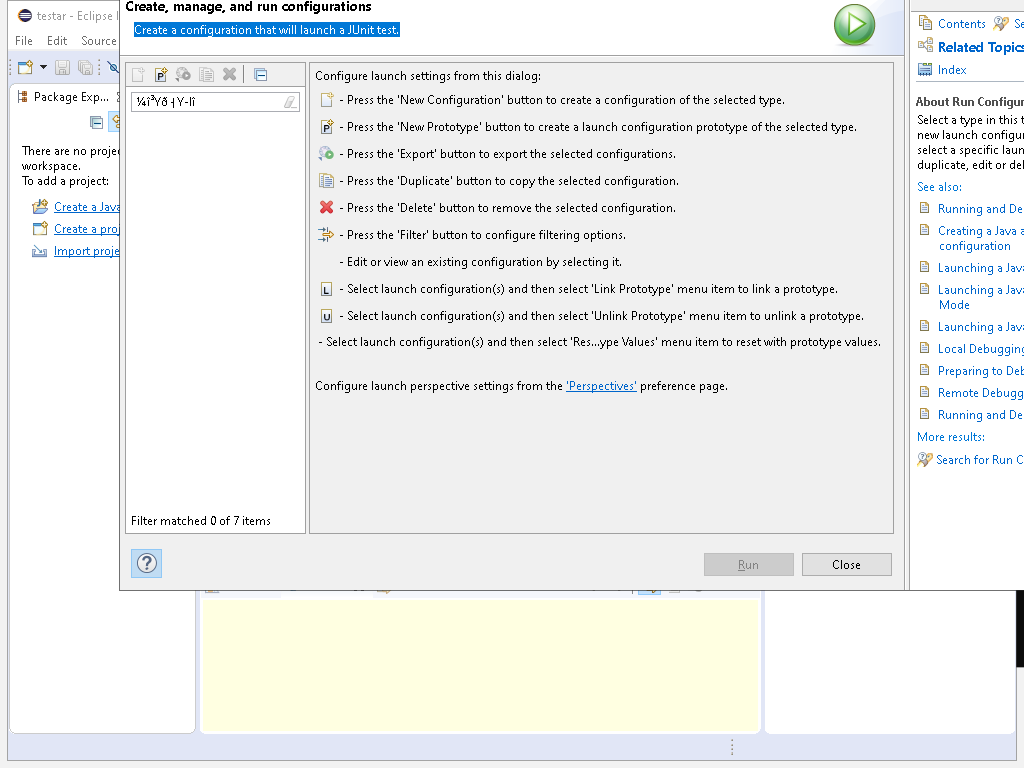 testar - Eclipse
File Edit Source
Package Exp...
There are no
workspace.
To add a project:
Create a Java
Create a
Import
Create, manage, and run configurations
Create a configuration that will launch a JUnit test.
Filter matched 0 of 7 items
Configure launch settings from this dialog:
- Press the 'New Configuration' button to create a configuration of the selected type.
- Press the 'New Prototype' button to create a launch configuration prototype of the selected type.
- Press the 'Export' button to export the selected configurations.
- Press the 'Duplicate' button to copy the selected configuration.
- Press the 'Delete' button to remove the selected configuration.
- Press the 'Filter' button to configure filtering options.
- Edit or view an existing configuration by selecting it.
L - Select launch configuration(s) and then select 'Link Prototype' menu item to link a prototype.
U - Select launch configuration(s) and then select 'Unlink Prototype' menu item to unlink a prototype.
- Select launch configuration(s) and then select 'Res...ype Values' menu item to reset with prototype values.
Configure launch perspective settings from the 'Perspectives' preference page.
?
Run Close
Contents Se
Related Topics
Index
About Run Configur
Select a type in this t
new launch configu
select a specific laun
duplicate, edit or del
See also:
Running and De
Creating a Java a
configuration
Launching a Java
Launching a Java
Mode
Launching a Java
Local Debugging
Preparing to Deb
Remote Debugg
Running and De
More results:
Search for Run C